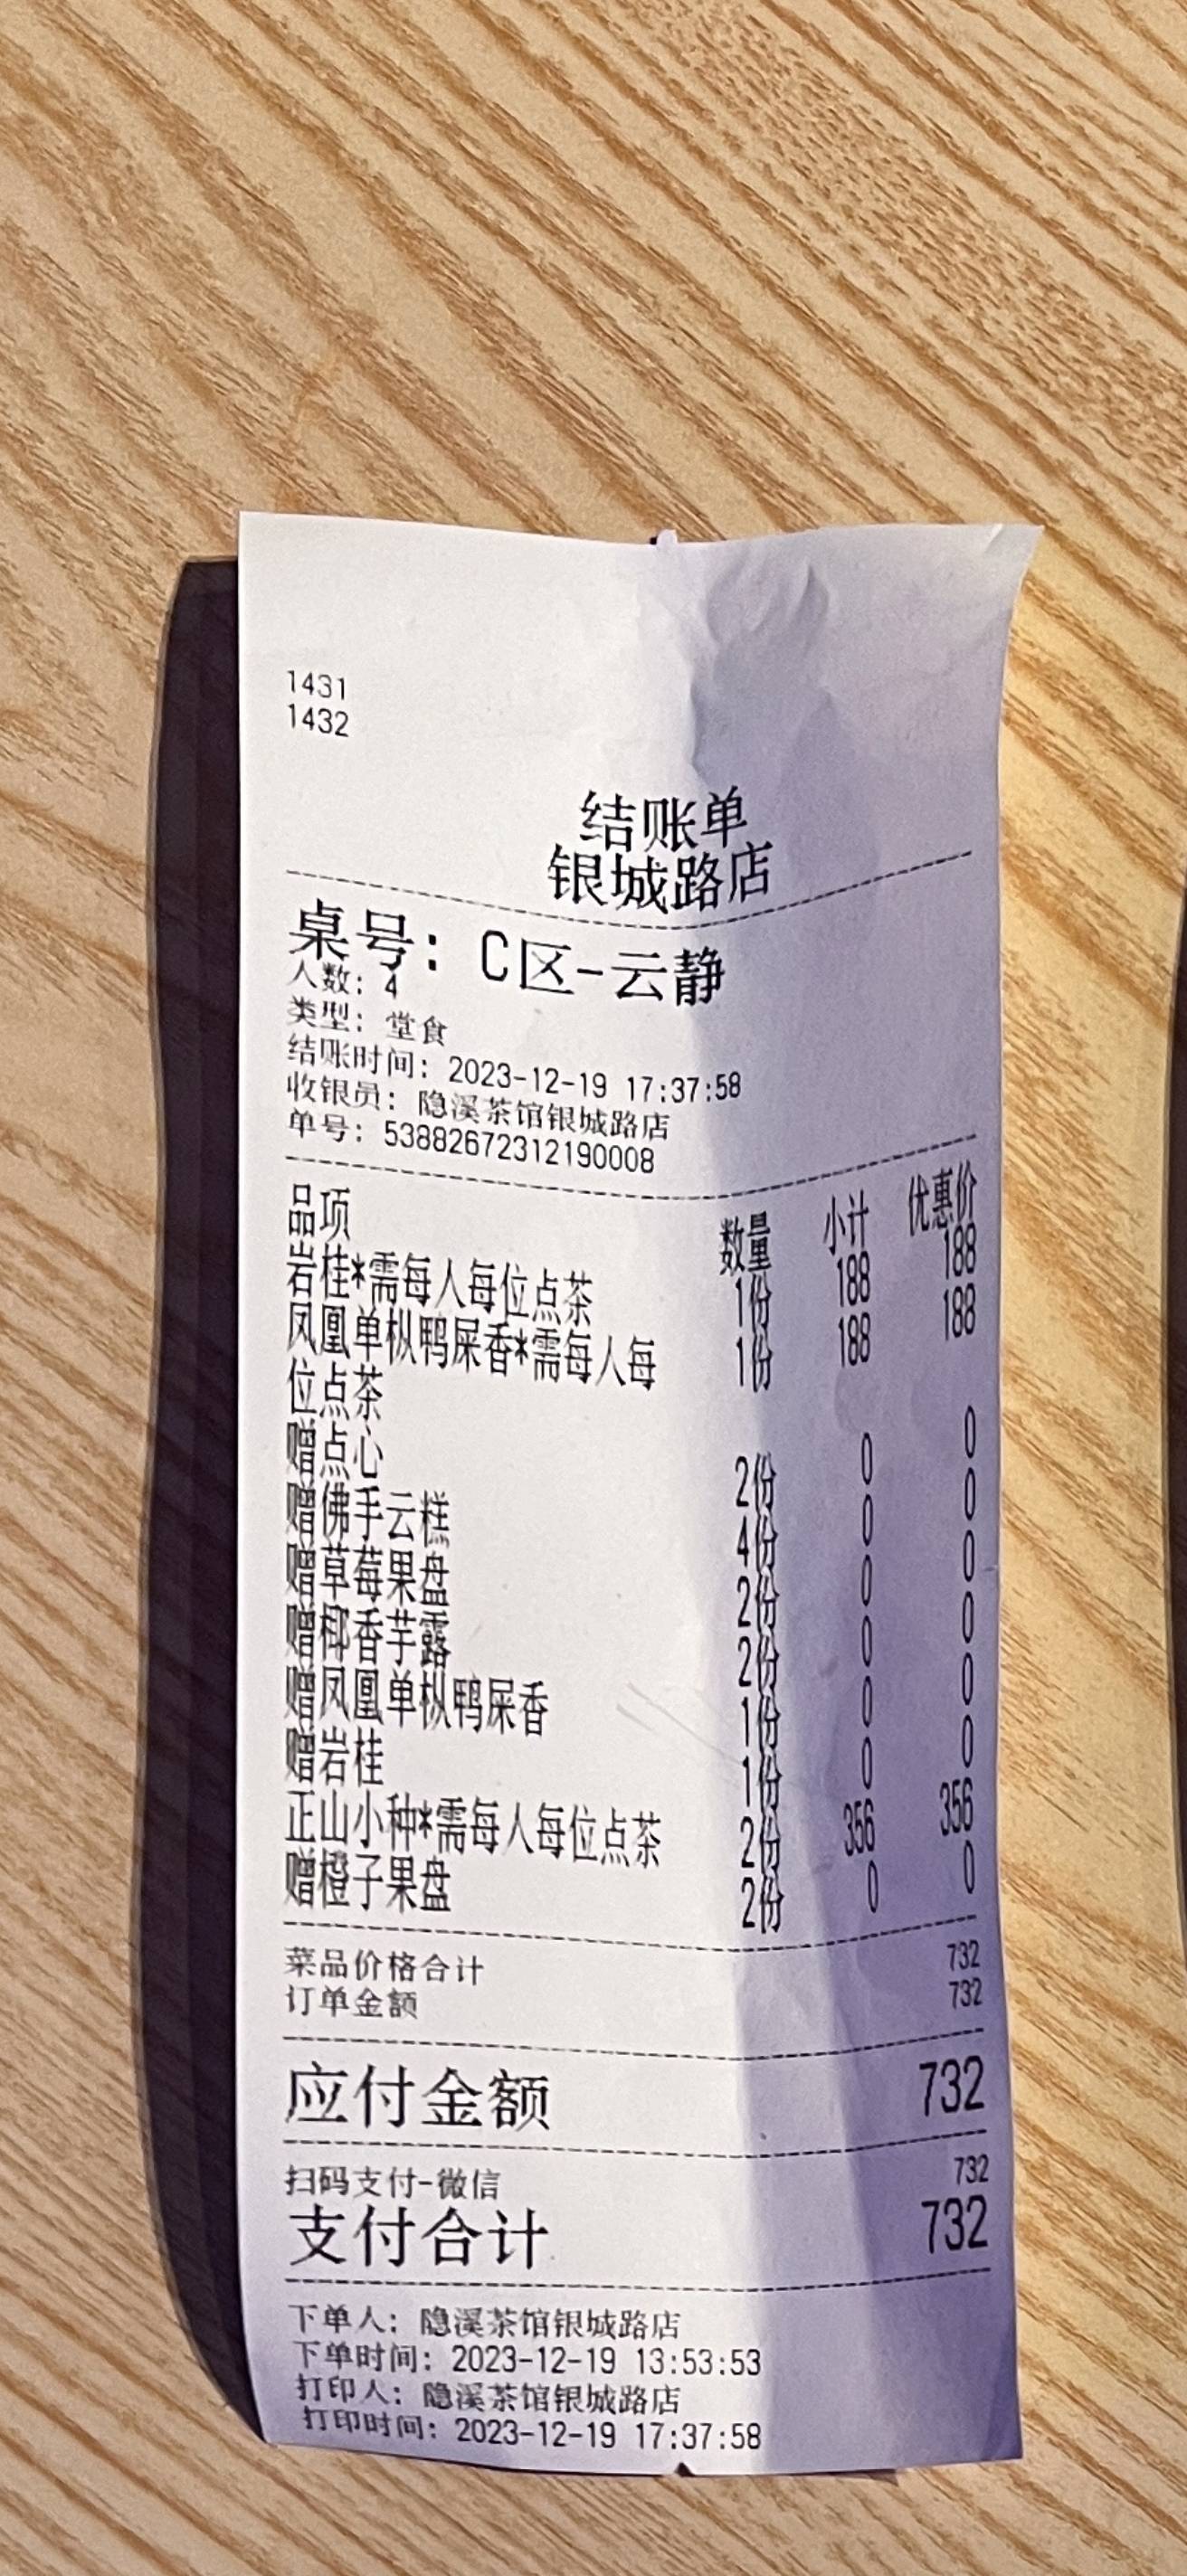 1431
1432
结账单
银城路店
桌号: C区-云静
人数: 4
类型: 堂食
结账时间: 2023-12-19 17:37:58
收银员: 隐溪茶馆银城路店
单号: 53882672312190008
品项 数量 小计 优惠价
岩桂*需每人每位点茶 1份 188 188
凤凰单枞鸭屎香*需每人每 1份 188 188
位点茶
赠点心 2份 0 0
赠佛手云糕 4份 0 0
赠草莓果盘 2份 0 0
赠椰香芋露 2份 0 0
赠凤凰单枞鸭屎香 1份 0 0
赠岩桂 1份 0 0
正山小种*需每人每位点茶 2份 356 356
赠橙子果盘 2份 0 0
菜品价格合计 732
订单金额 732
应付金额 732
扫码支付-微信 732
支付合计 732
下单人: 隐溪茶馆银城路店
下单时间: 2023-12-19 13:53:53
打印人: 隐溪茶馆银城路店
打印时间: 2023-12-19 17:37:58